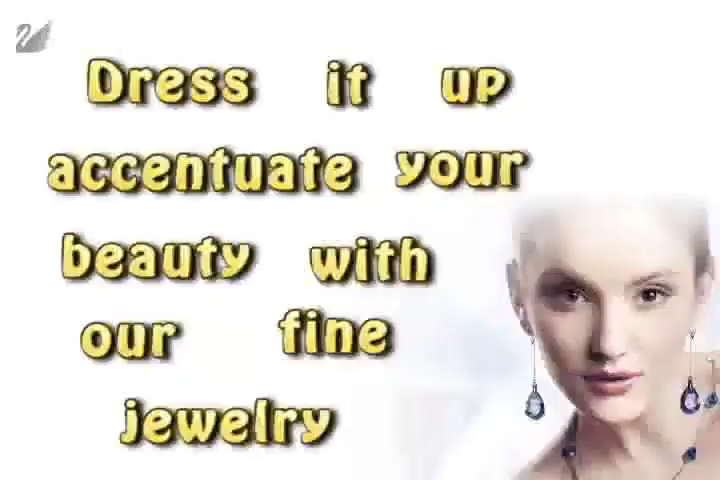 Dress it up
accentuate your
beauty with
our fine
jewelry